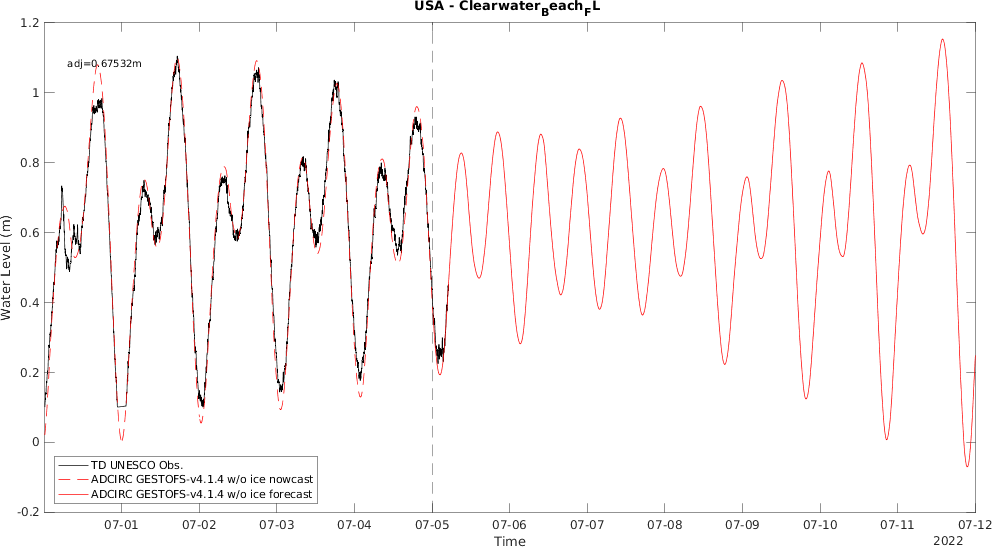 USA - Clearwater_Beach_FL
adj=0.67532m
Water Level (m)
1.2
1
0.8
0.6
0.4
0.2
0
-0.2
TD UNESCO Obs.
ADCIRC GESTOFS-v4.1.4 w/o ice nowcast
ADCIRC GESTOFS-v4.1.4 w/o ice forecast
07-01 07-02 07-03 07-04 07-05 07-06 07-07 07-08 07-09 07-10 07-11 07-12
Time
2022